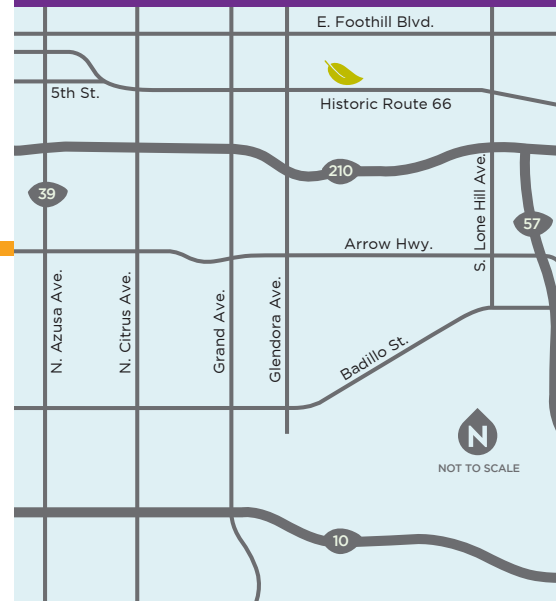 E. Foothill Blvd.
5th St.
Historic Route 66
210
39
S. Lone Hill Ave.
57
Arrow Hwy.
N. Azusa Ave.
N. Citrus Ave.
Grand Ave.
Glendora Ave.
Badillo St.
N
NOT TO SCALE
10